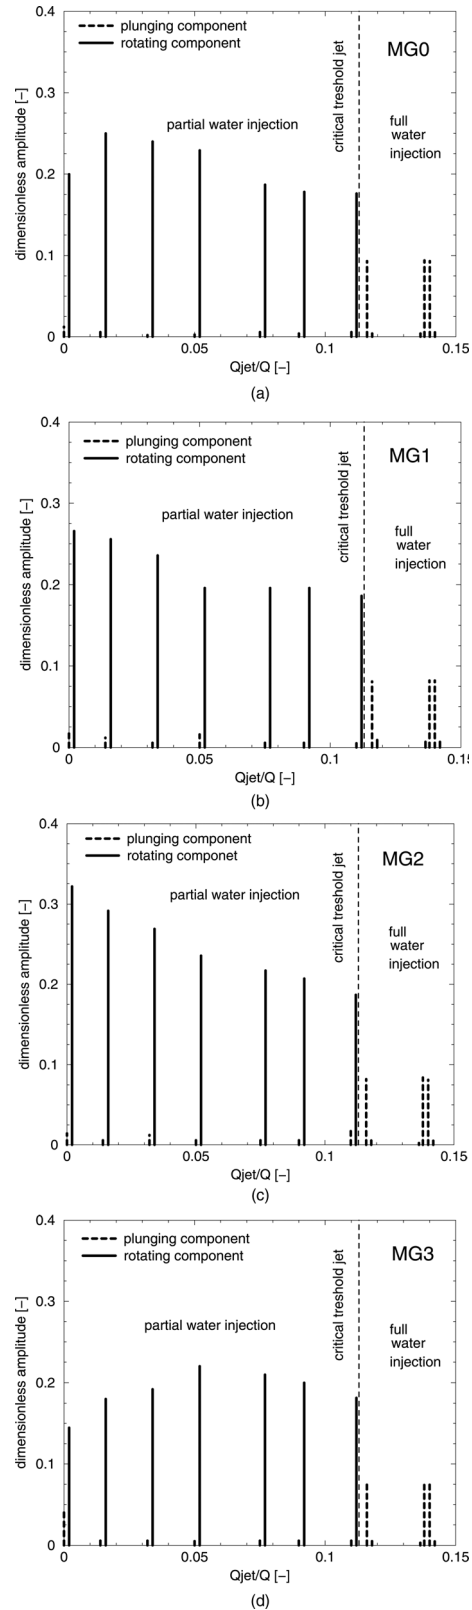 plunging component
rotating component
MG0
critical treshold jet
partial water injection
full
water
injection
dimensionless amplitude [−]
0.4
0.3
0.2
0.1
0
0 0.05 0.1 0.15
Qjet/Q [−]
(a)
plunging component
rotating component
MG1
critical treshold jet
partial water injection
full
water
injection
dimensionless amplitude [−]
0.4
0.3
0.2
0.1
0
0 0.05 0.1 0.15
Qjet/Q [−]
(b)
plunging component
rotating componet
MG2
critical treshold jet
partial water injection
full
water
injection
dimensionless amplitude [−]
0.4
0.3
0.2
0.1
0
0 0.05 0.1 0.15
Qjet/Q [−]
(c)
plunging component
rotating component
MG3
critical treshold jet
partial water injection
full
water
injection
dimensionless amplitude [−]
0.4
0.3
0.2
0.1
0
0 0.05 0.1 0.15
Qjet/Q [−]
(d)